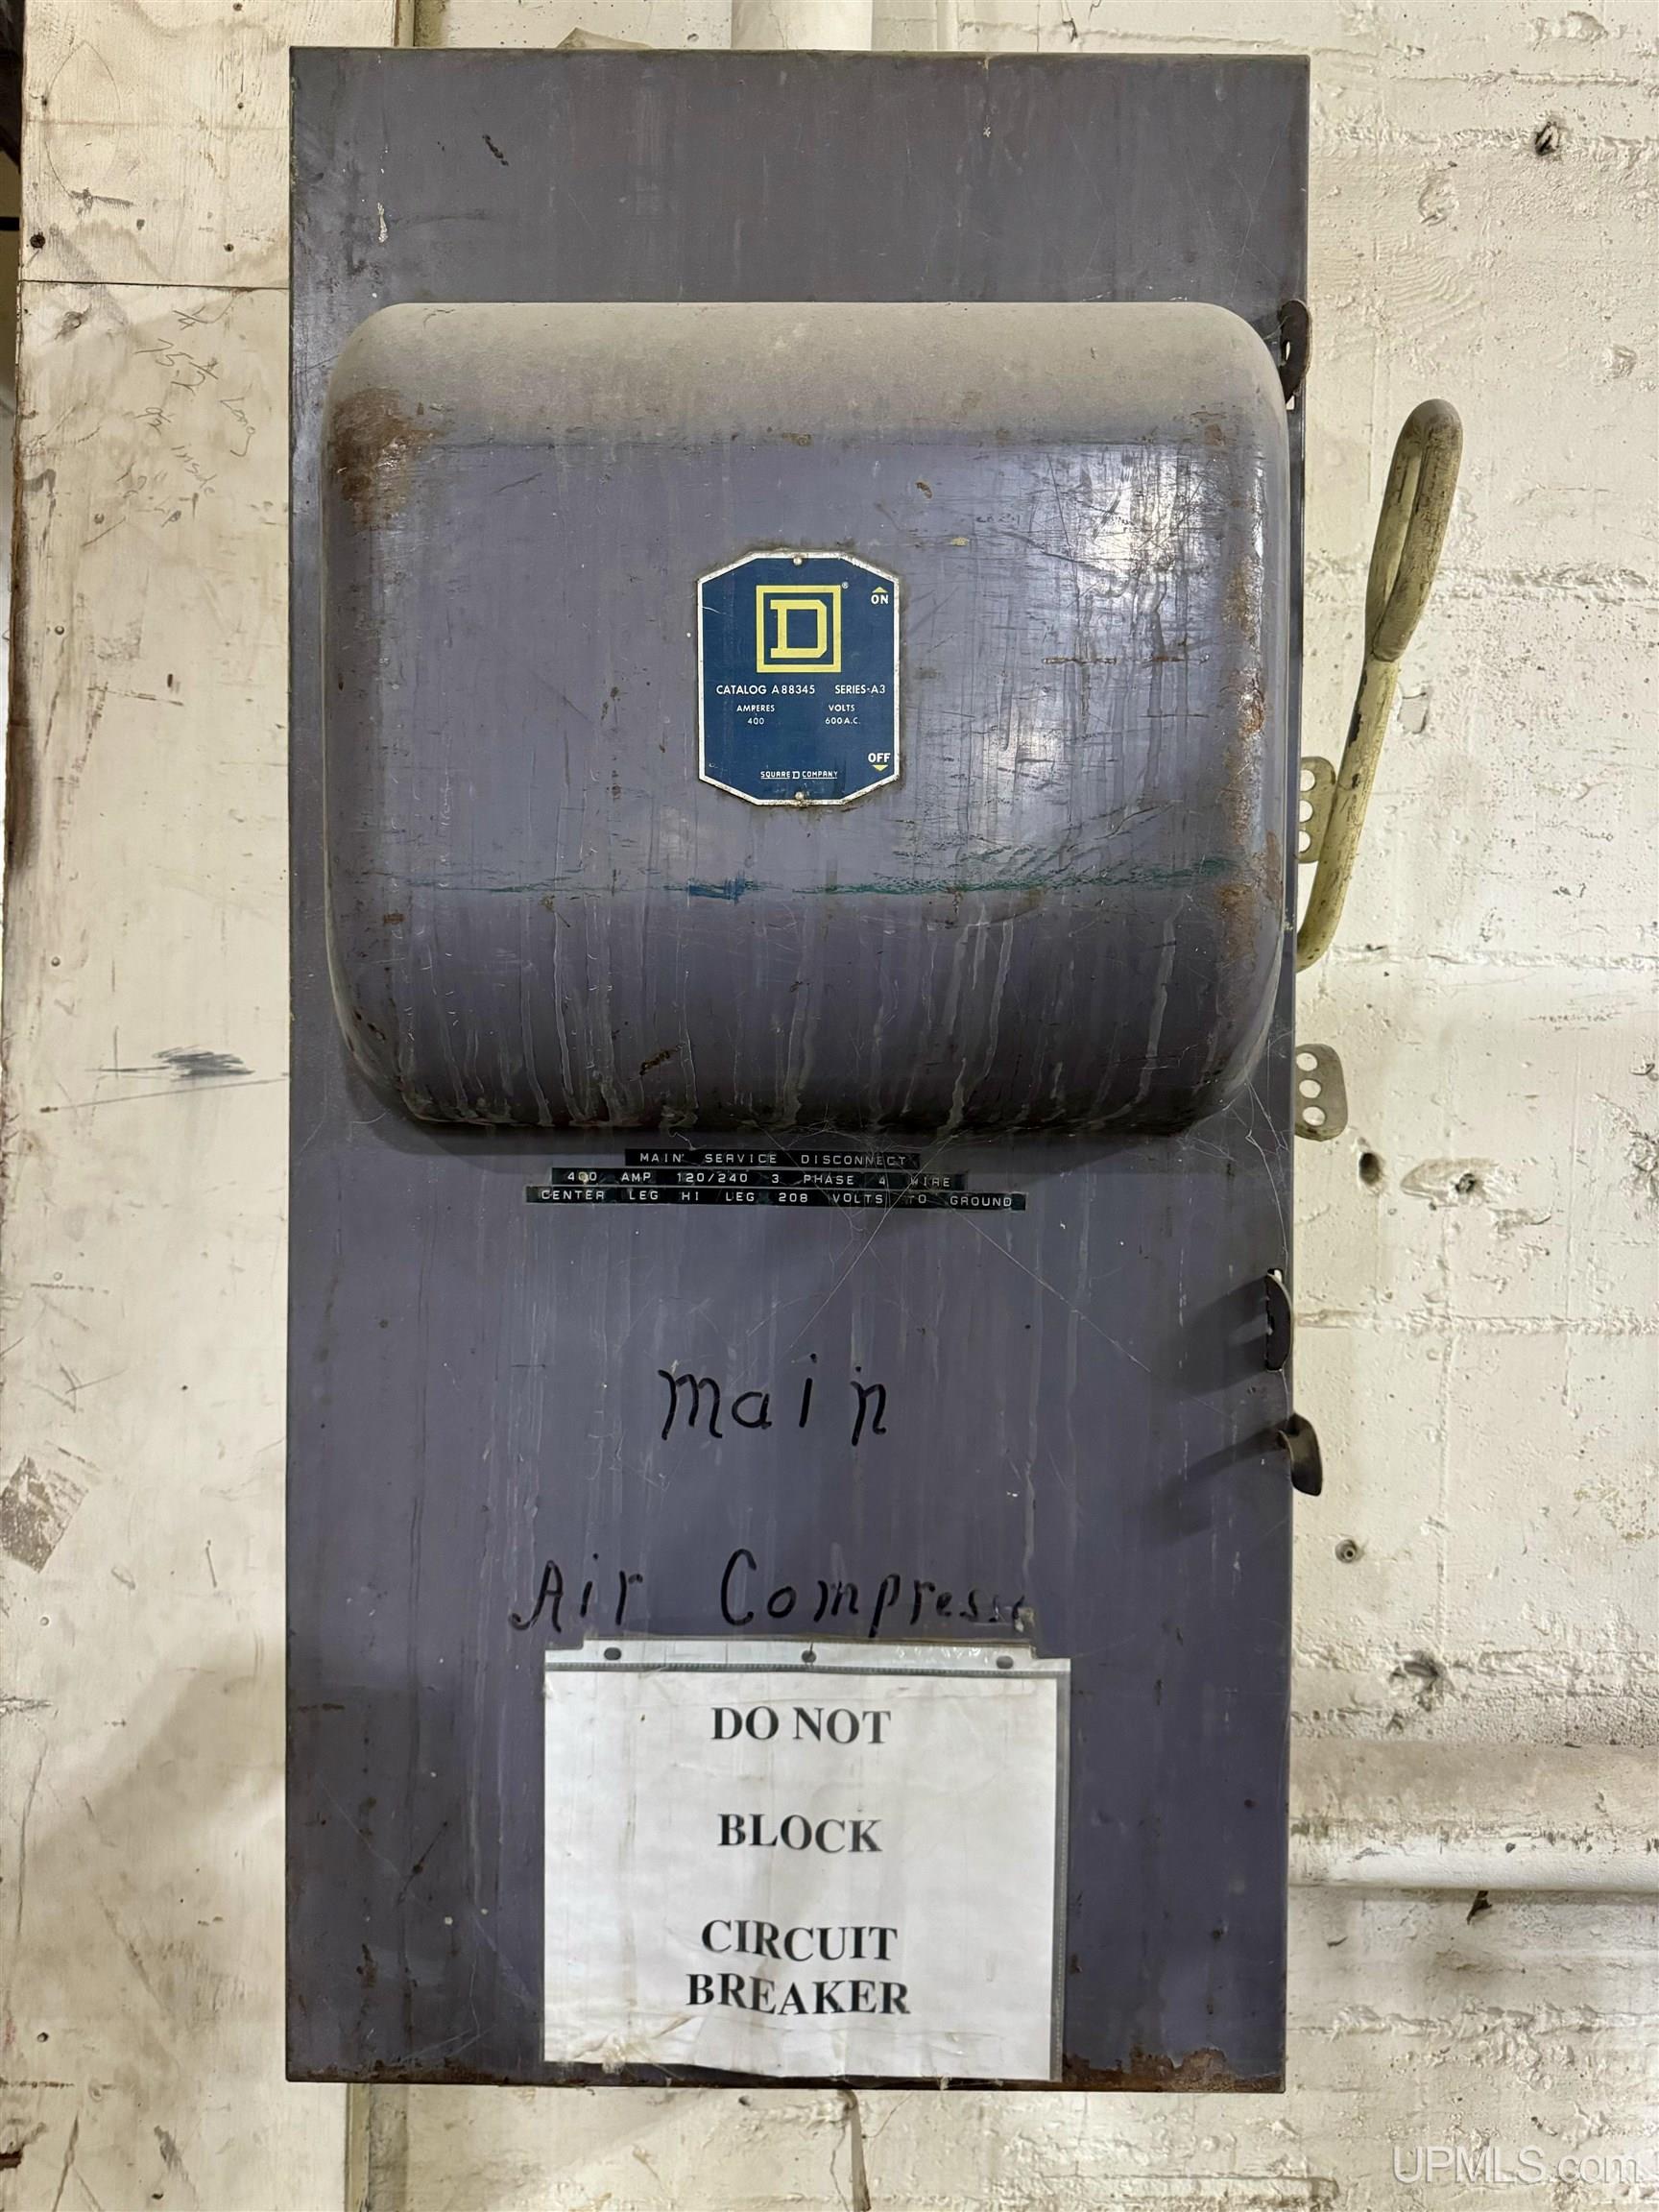 D ®
ON
CATALOG A88345 SERIES-A3
AMPERES VOLTS
400 600 A.C.
OFF
SQUARE D COMPANY
MAIN SERVICE DISCONNECT
400 AMP 120/240 3 PHASE 4 WIRE
CENTER LEG HI LEG 208 VOLTS TO GROUND
Main
Air Compress
DO NOT
BLOCK
CIRCUIT
BREAKER
Long
inside
UPMLS.com